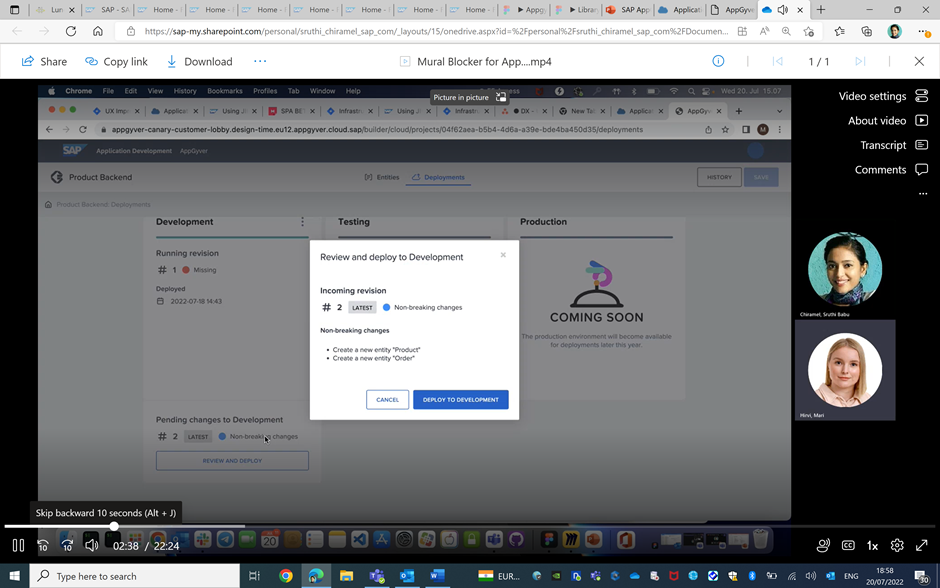 Lun
SAP - SA
Home -
Home -
Home -
Home -
Home -
Home -
Home -
Appg
Librar
SAP App
Applicati
AppGyve
https://sap-my.sharepoint.com/personal/sruthi_chiramel_sap_com/_layouts/15/onedrive.aspx?id=%2Fpersonal%2Fsruthi_chiramel_sap_com%2FDocumen...
Share
Copy link
Download
Mural Blocker for App....mp4
1 / 1
Chrome File Edit View History Bookmarks Profiles Tab Window Help
Wed 20. Jul 15.07
Picture in picture
UX Imp
Applicati
Using JO
SPA BE
Infrastr
Using JO
Infrastr
DX -
New Ta
Applicati
AppGyv
appgyver-canary-customer-lobby.design-time.eu12.appgyver.cloud.sap/builder/cloud/projects/04f62aea-b5b4-4d6a-a39e-bde4ba450d35/deployments
SAP Application Development AppGyver
Product Backend
Entities
Deployments
HISTORY
SAVE
Product Backend: Deployments
Development
Testing
Production
Running revision
# 1 Missing
Deployed
2022-07-18 14:43
Review and deploy to Development
Incoming revision
# 2 LATEST Non-breaking changes
Non-breaking changes
• Create a new entity "Product"
• Create a new entity "Order"
CANCEL
DEPLOY TO DEVELOPMENT
COMING SOON
The production environment will become available
for deployments later this year.
Pending changes to Development
# 2 LATEST Non-breaking changes
REVIEW AND DEPLOY
Video settings
About video
Transcript
Comments
Chiramel, Sruthi Babu
Hirvi, Mari
Skip backward 10 seconds (Alt + J)
02:38 / 22:24
1x
Type here to search
EUR...
18:58
20/07/2022